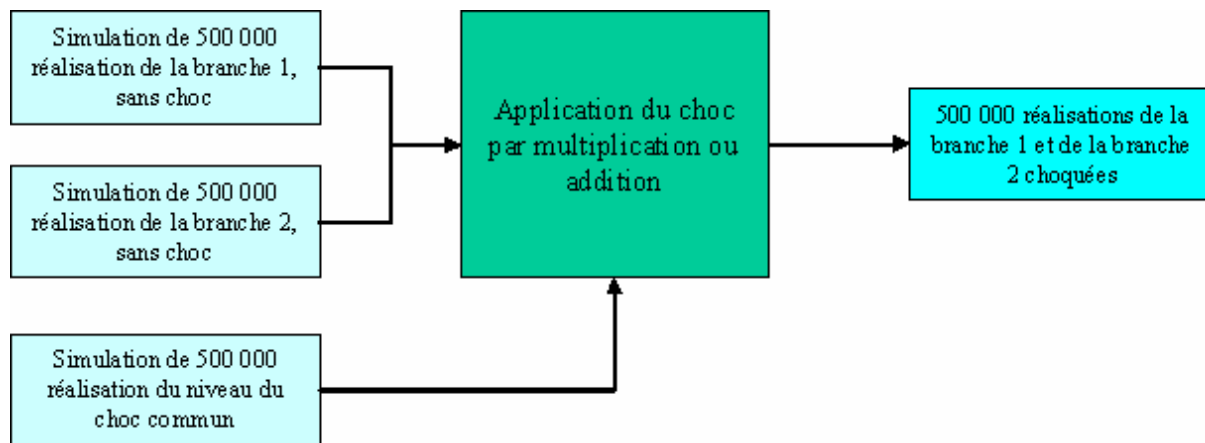 Simulation de 500 000
réalisation de la branche 1,
sans choc
Simulation de 500 000
réalisation de la branche 2,
sans choc
Simulation de 500 000
réalisation du niveau du
choc commun
Application du choc
par multiplication ou
addition
500 000 réalisations de la
branche 1 et de la branche
2 choquées